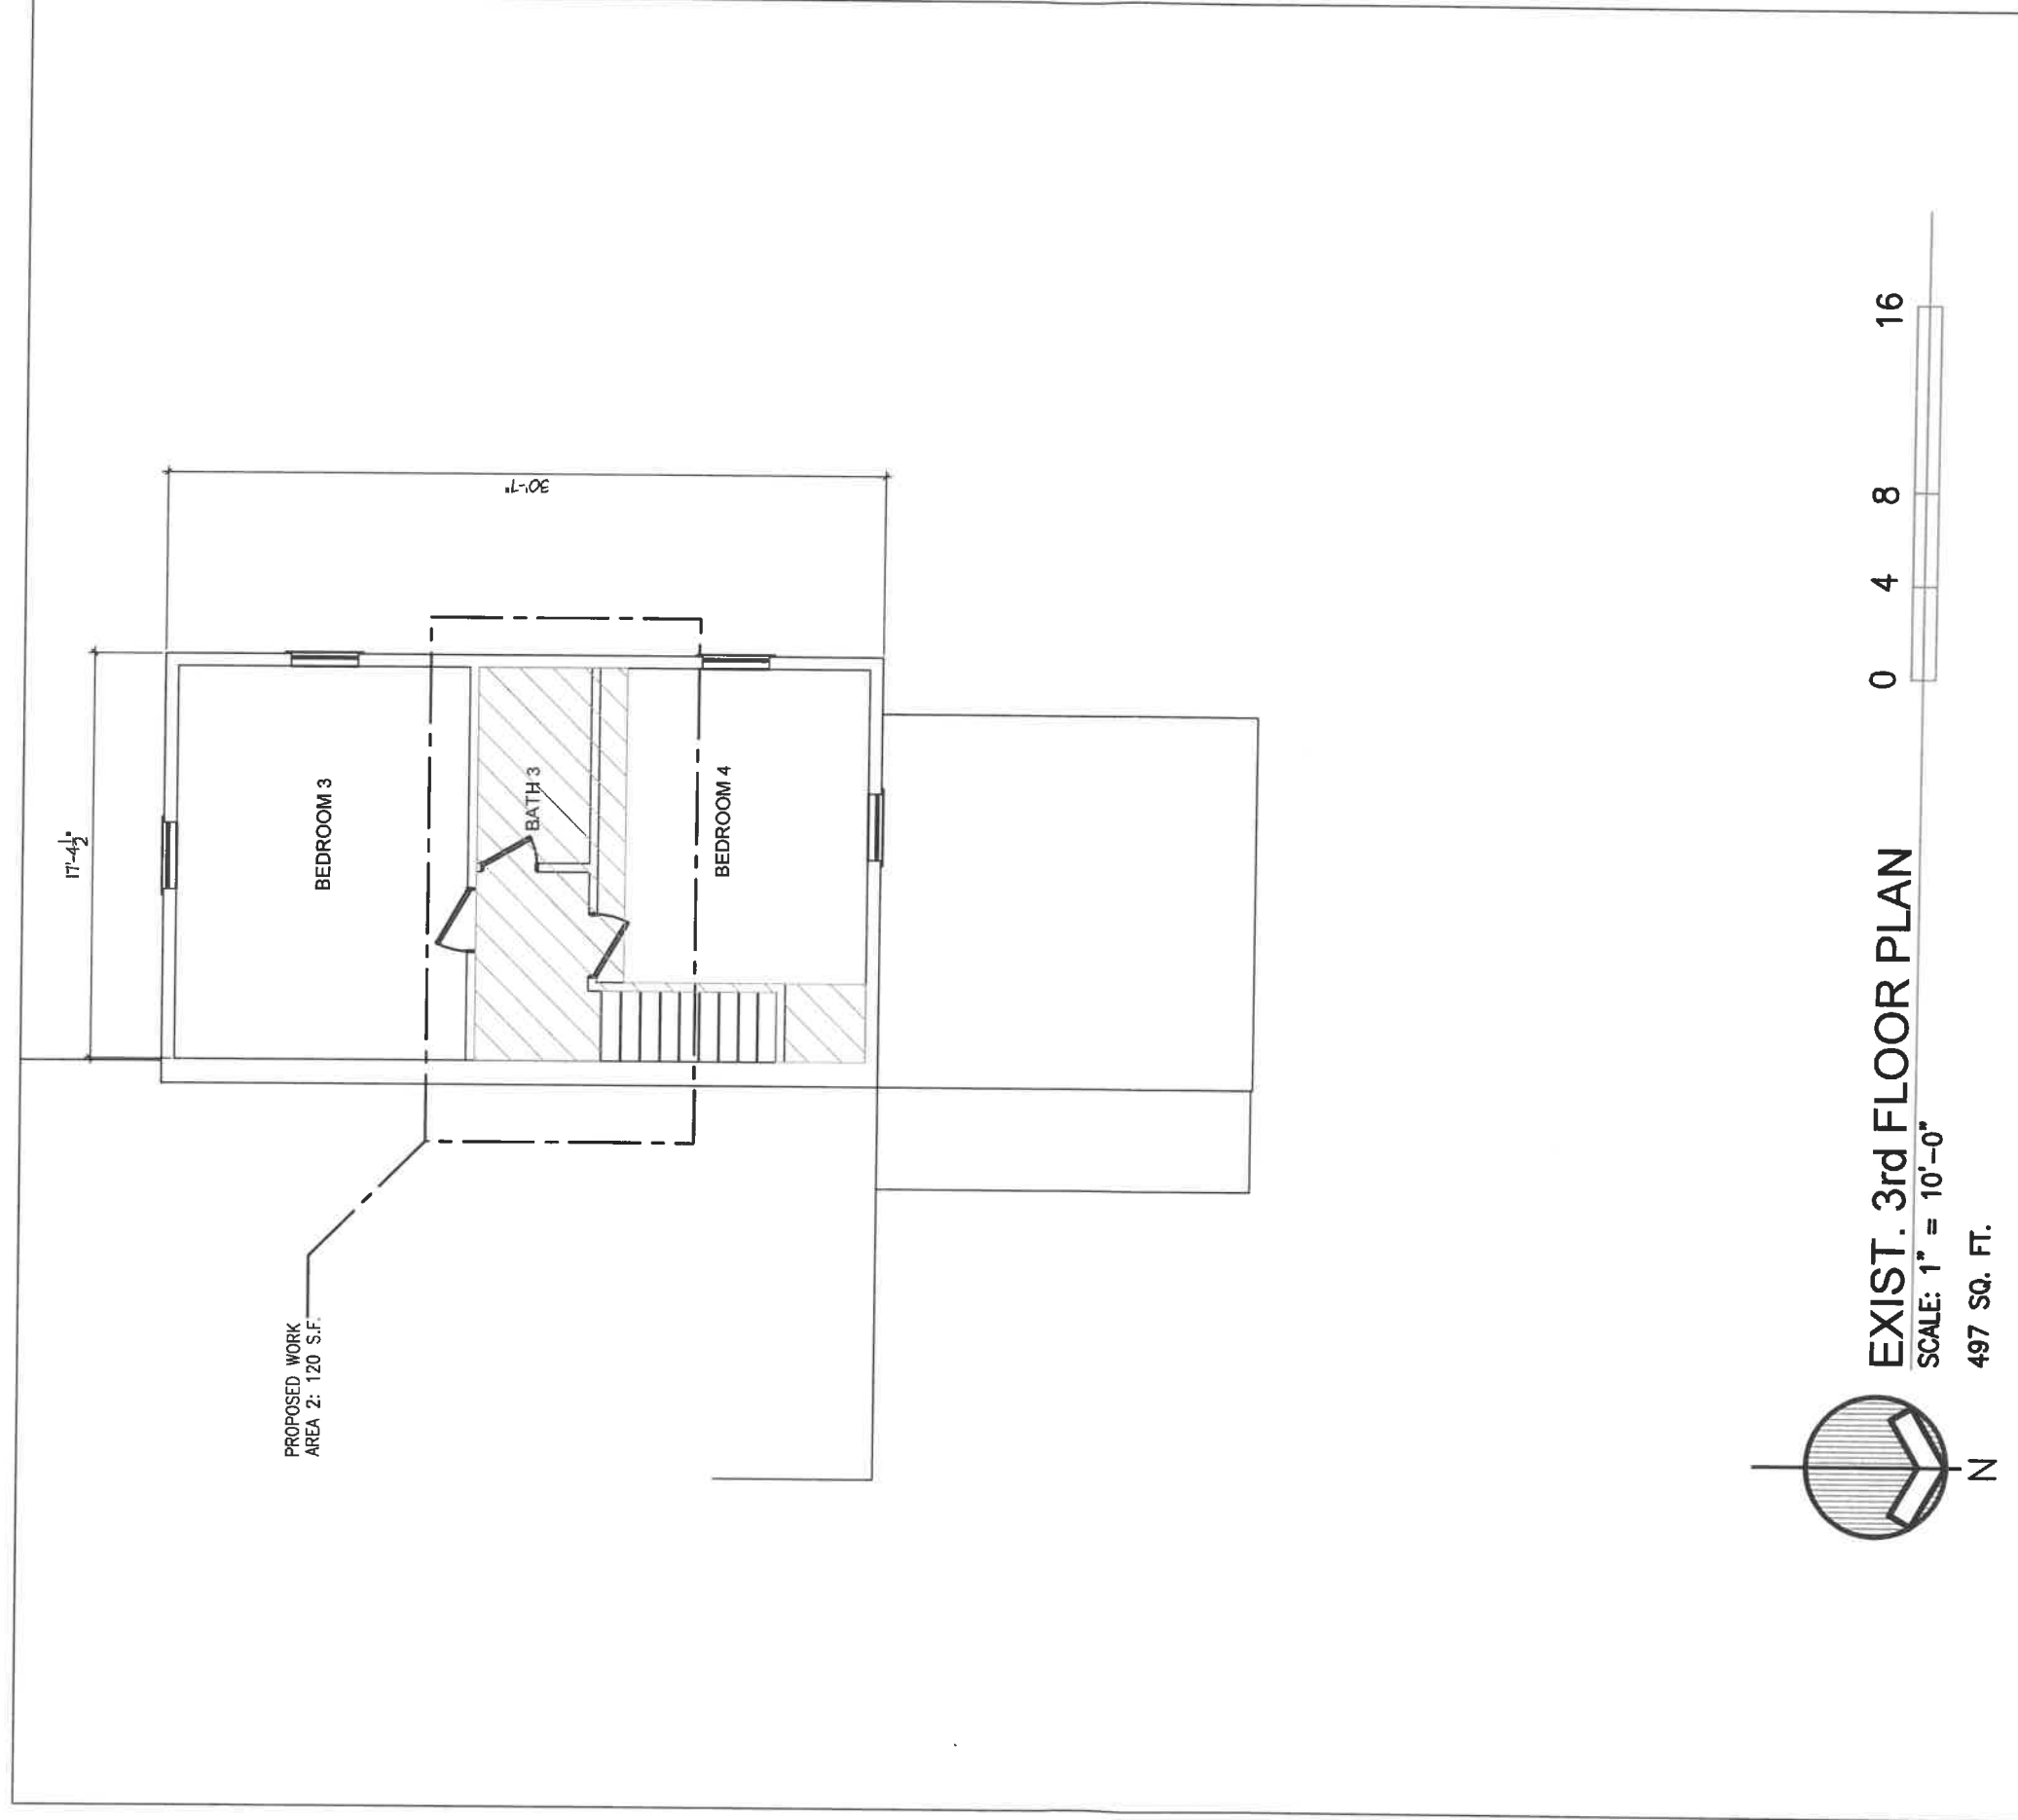 17'-4½"
30'-7"
BEDROOM 3
BATH 3
BEDROOM 4
PROPOSED WORK
AREA 2: 120 S.F.
EXIST. 3rd FLOOR PLAN
SCALE: 1" = 10'-0"
497 SQ. FT.
0 4 8 16
N